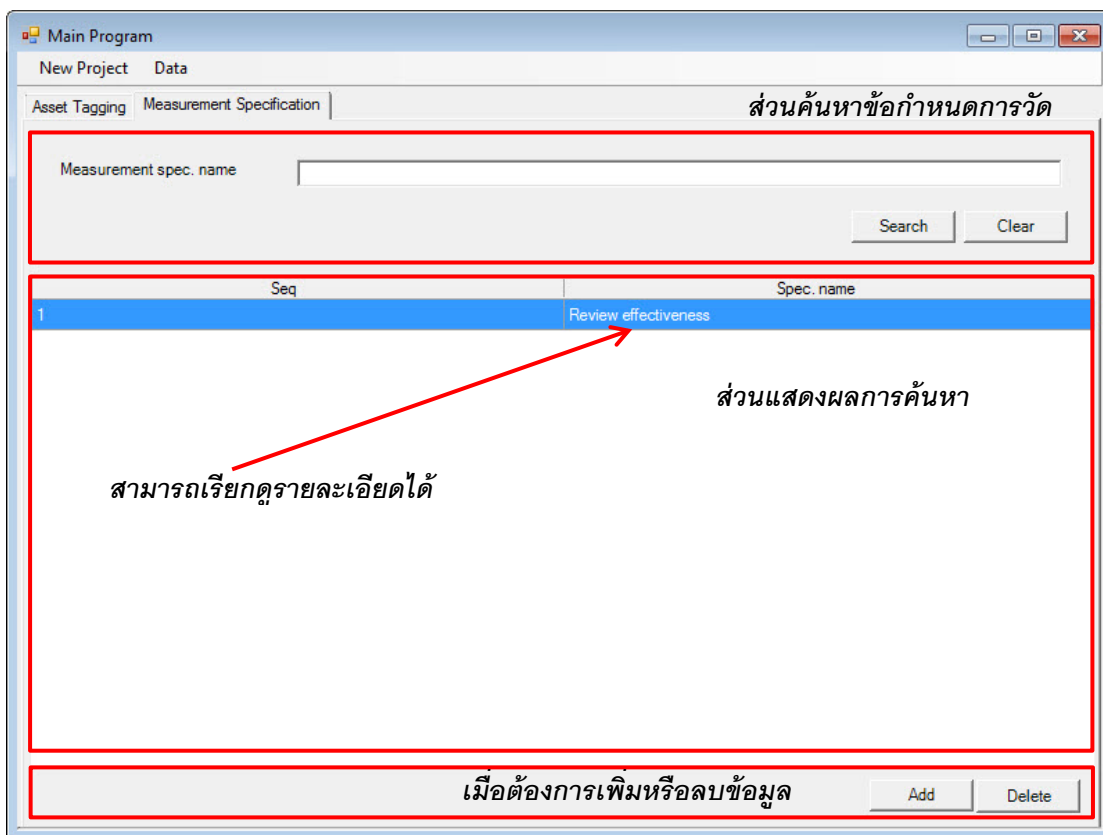 Main Program
New Project Data
Asset Tagging Measurement Specification
ส่วนค้นหาข้อกำหนดการวัด
Measurement spec. name
Search Clear
Seq Spec. name
1 Review effectiveness
ส่วนแสดงผลการค้นหา
สามารถเรียกดูรายละเอียดได้
เมื่อต้องการเพิ่มหรือลบข้อมูล Add Delete